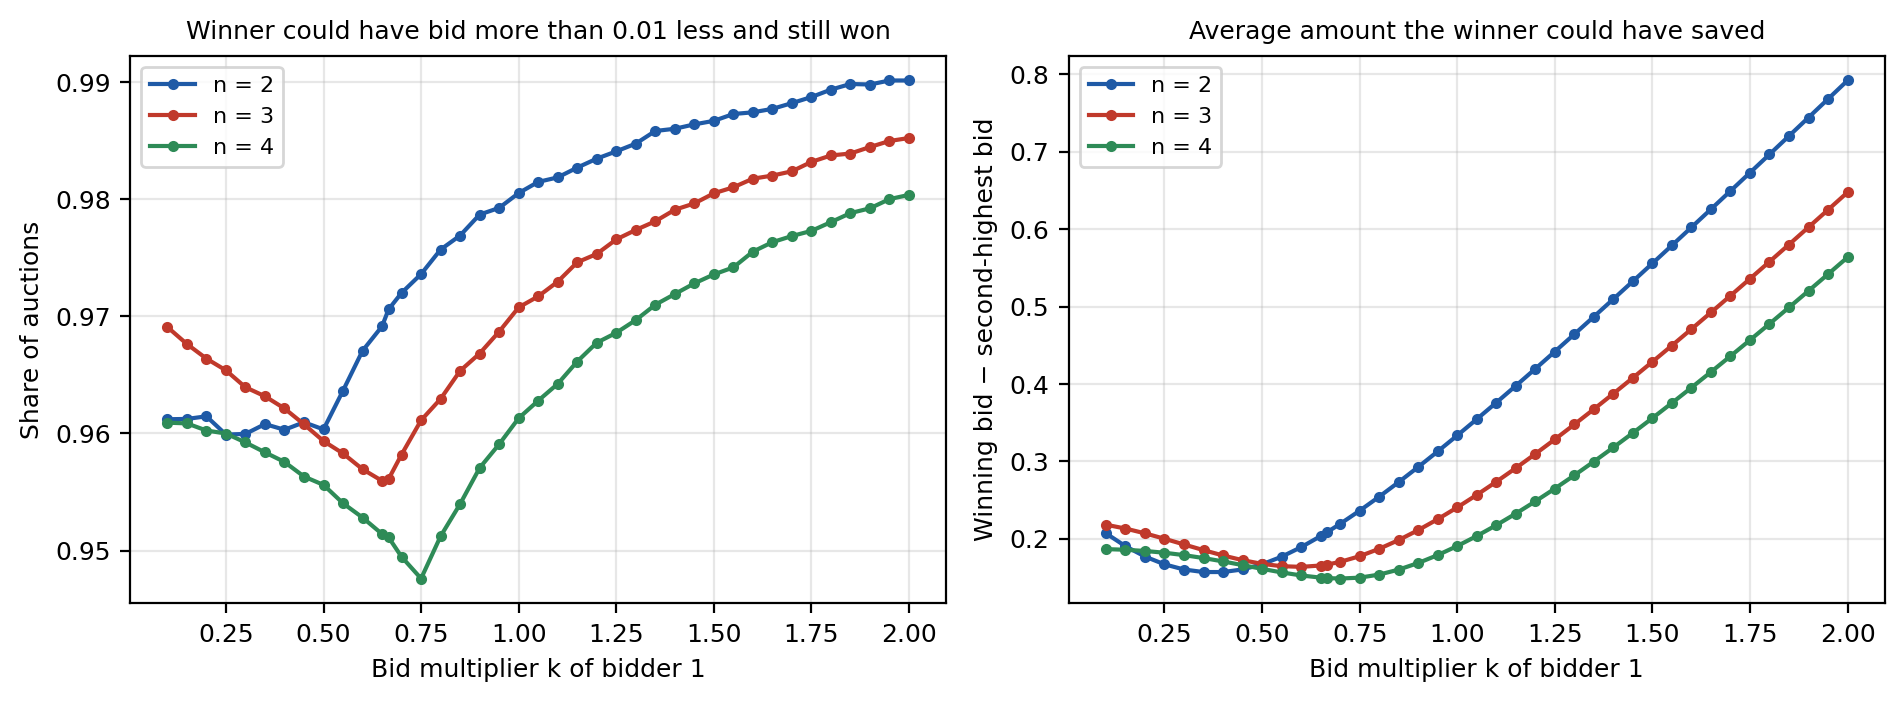 Winner could have bid more than 0.01 less and still won
n = 2
n = 3
n = 4
Share of auctions
0.99
0.98
0.97
0.96
0.95
0.25 0.50 0.75 1.00 1.25 1.50 1.75 2.00
Bid multiplier k of bidder 1
Average amount the winner could have saved
n = 2
n = 3
n = 4
Winning bid − second-highest bid
0.8
0.7
0.6
0.5
0.4
0.3
0.2
0.25 0.50 0.75 1.00 1.25 1.50 1.75 2.00
Bid multiplier k of bidder 1